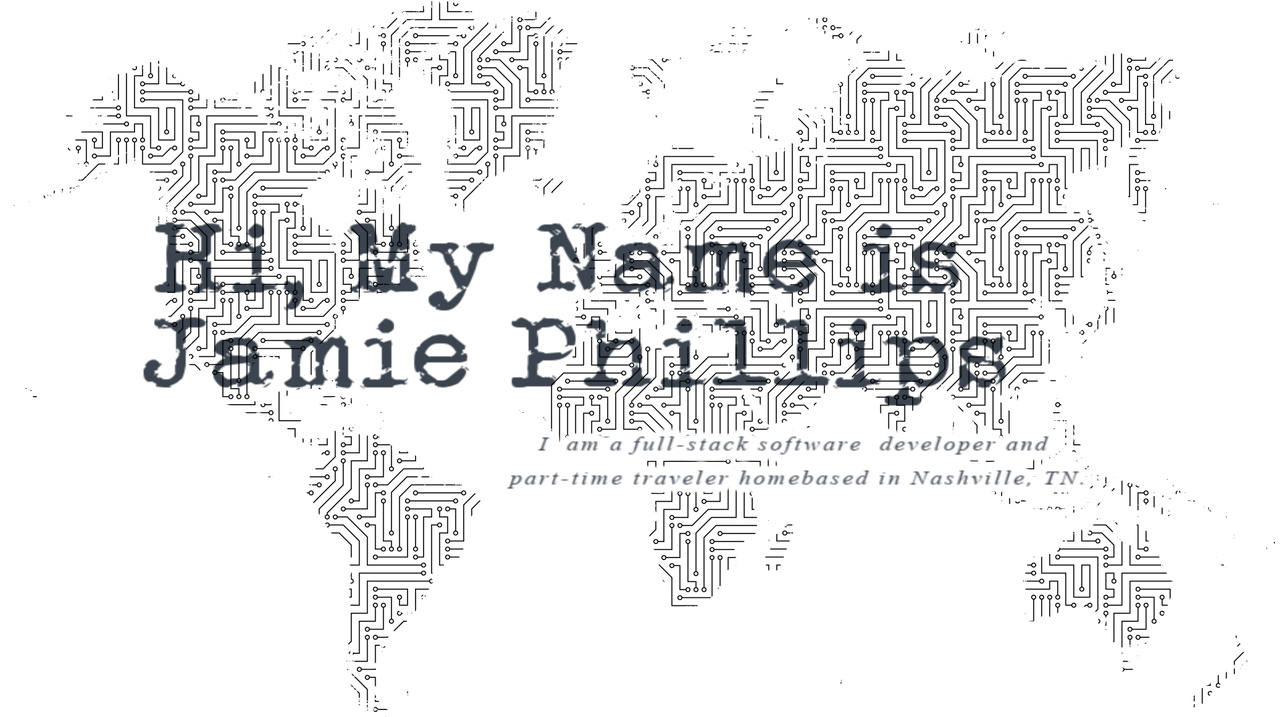 Hi, My Name is
Jamie Phillips
I am a full-stack software developer and
part-time traveler homebased in Nashville, TN.